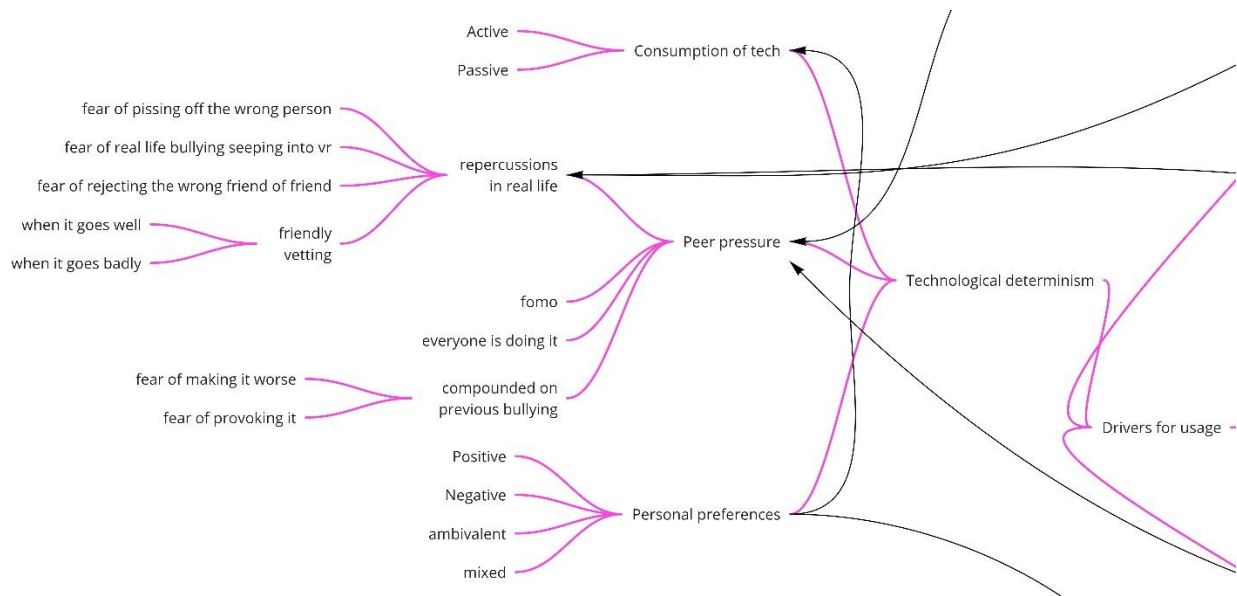 Active
Consumption of tech
Passive
fear of pissing off the wrong person
fear of real life bullying seeping into vr
repercussions
in real life
fear of rejecting the wrong friend of friend
when it goes well
friendly
vetting
when it goes badly
Peer pressure
Technological determinism
fomo
everyone is doing it
fear of making it worse
compounded on
previous bullying
fear of provoking it
Drivers for usage
Positive
Negative
Personal preferences
ambivalent
mixed